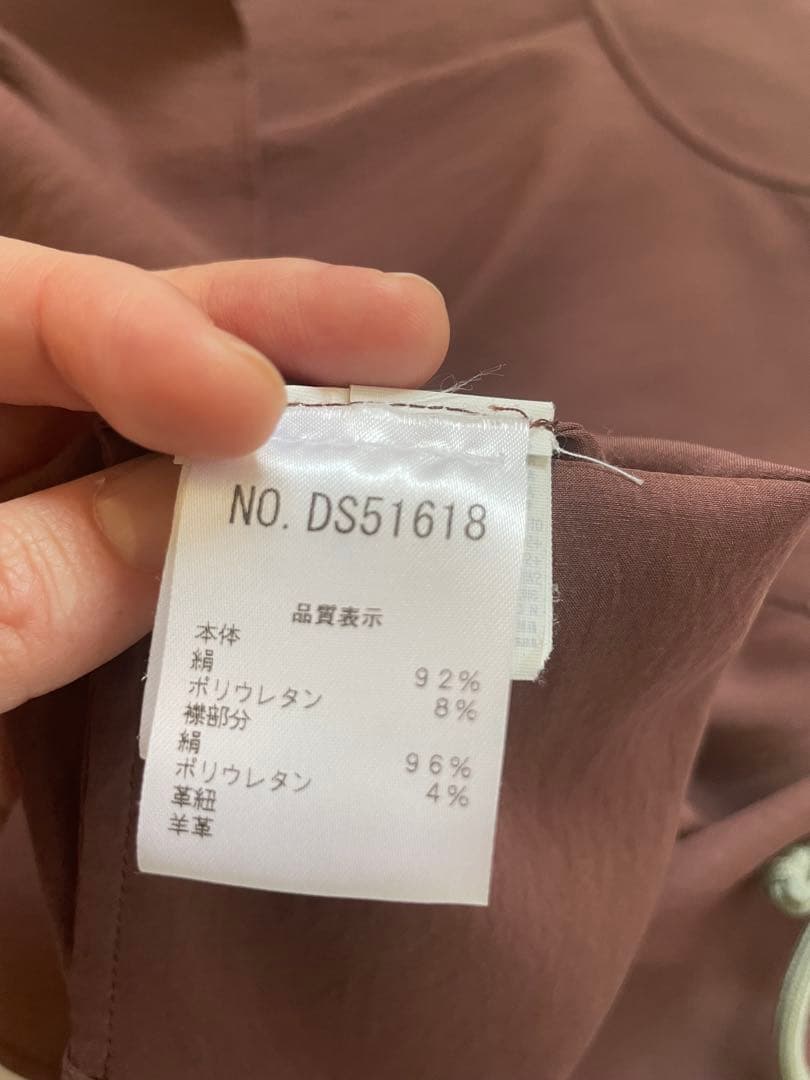 NO. DS51618
品質表示
本体
絹 92%
ポリウレタン 8%
襟部分
絹 96%
ポリウレタン 4%
革紐
羊革